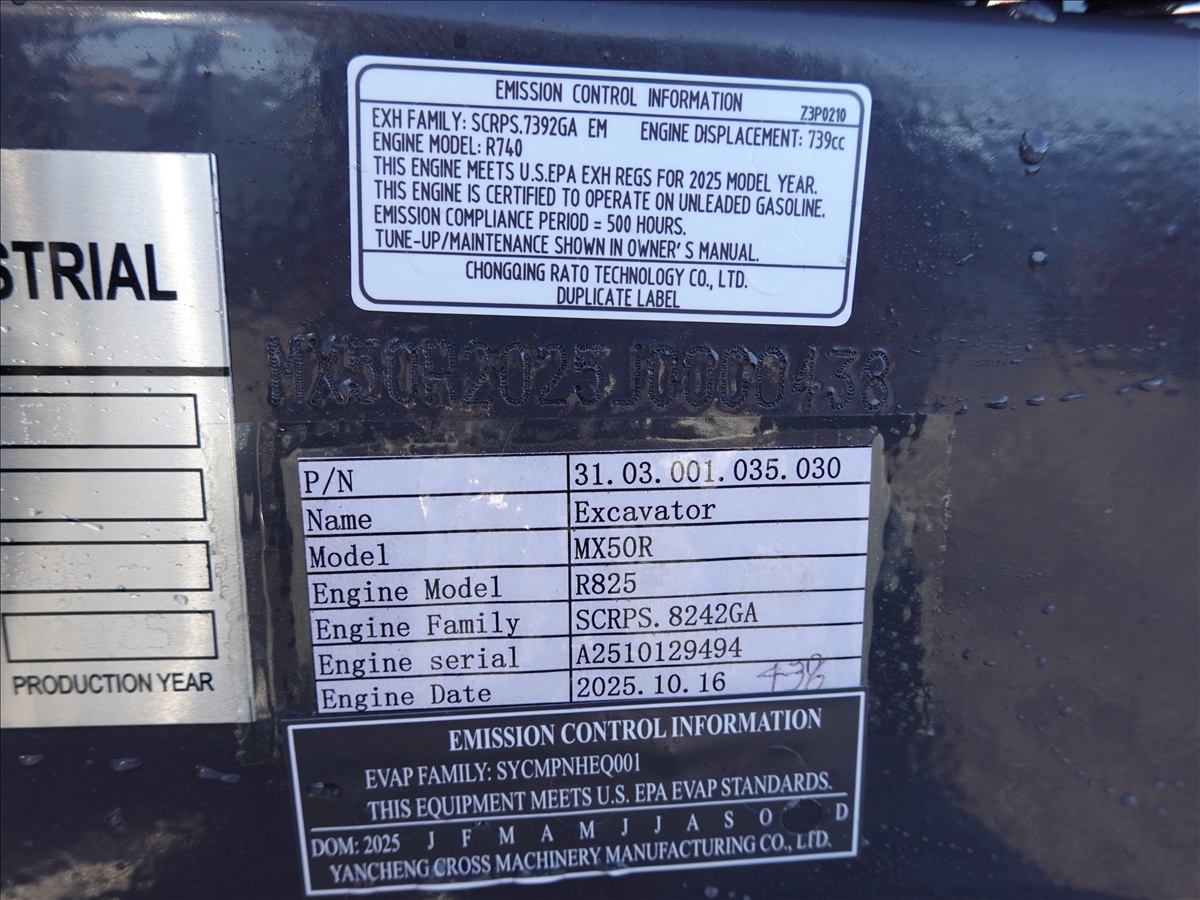 STRIAL
PRODUCTION YEAR
EMISSION CONTROL INFORMATION
Z3P0210
EXH FAMILY: SCRPS.7392GA EM ENGINE DISPLACEMENT: 739cc
ENGINE MODEL: R740
THIS ENGINE MEETS U.S.EPA EXH REGS FOR 2025 MODEL YEAR.
THIS ENGINE IS CERTIFIED TO OPERATE ON UNLEADED GASOLINE.
EMISSION COMPLIANCE PERIOD = 500 HOURS.
TUNE-UP/MAINTENANCE SHOWN IN OWNER'S MANUAL.
CHONGQING RATO TECHNOLOGY CO., LTD.
DUPLICATE LABEL
MX50R2025J0000438
P/N 31.03.001.035.030
Name Excavator
Model MX50R
Engine Model R825
Engine Family SCRPS.8242GA
Engine serial A2510129494
Engine Date 2025.10.16 438
EMISSION CONTROL INFORMATION
EVAP FAMILY: SYCMPNHEQ001
THIS EQUIPMENT MEETS U.S. EPA EVAP STANDARDS.
DOM: 2025 J F M A M J J A S O D
YANCHENG CROSS MACHINERY MANUFACTURING CO., LTD.